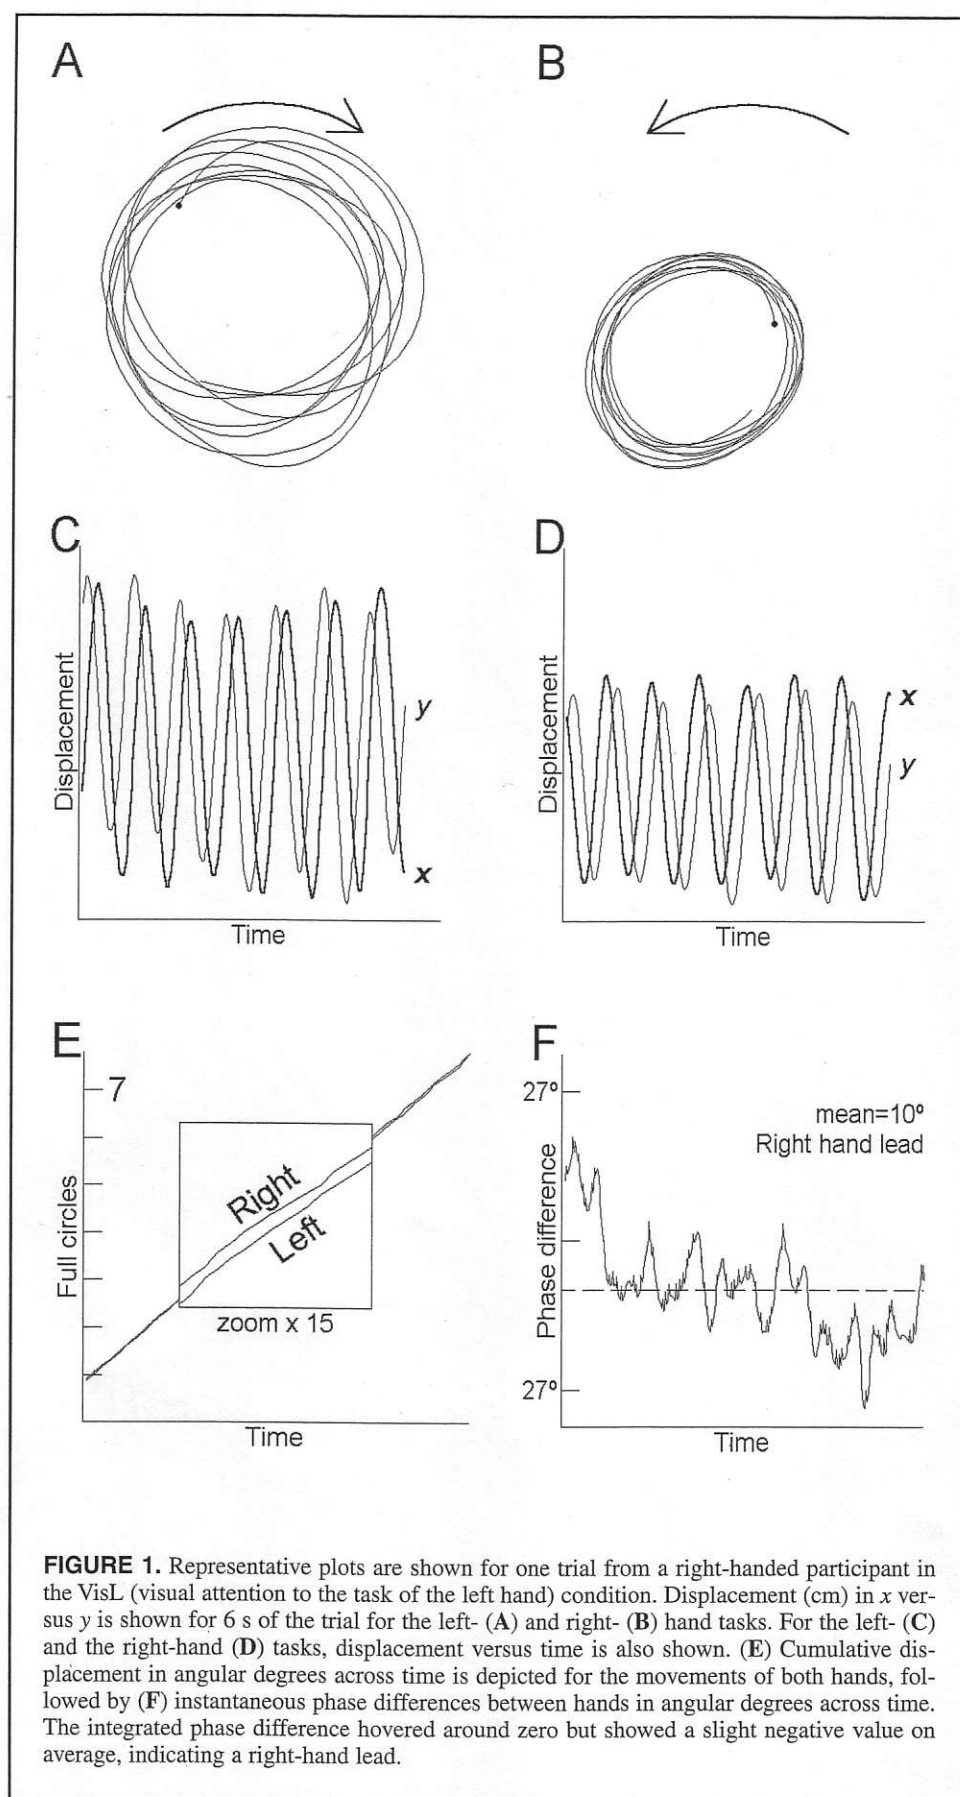 A
B
C
Displacement
y
x
Time
D
Displacement
x
y
Time
E
7
Full circles
Right
Left
zoom x 15
Time
F
27º
mean=10º
Right hand lead
Phase difference
27º
Time
FIGURE 1. Representative plots are shown for one trial from a right-handed participant in
the VisL (visual attention to the task of the left hand) condition. Displacement (cm) in x ver-
sus y is shown for 6 s of the trial for the left- (A) and right- (B) hand tasks. For the left- (C)
and the right-hand (D) tasks, displacement versus time is also shown. (E) Cumulative dis-
placement in angular degrees across time is depicted for the movements of both hands, fol-
lowed by (F) instantaneous phase differences between hands in angular degrees across time.
The integrated phase difference hovered around zero but showed a slight negative value on
average, indicating a right-hand lead.